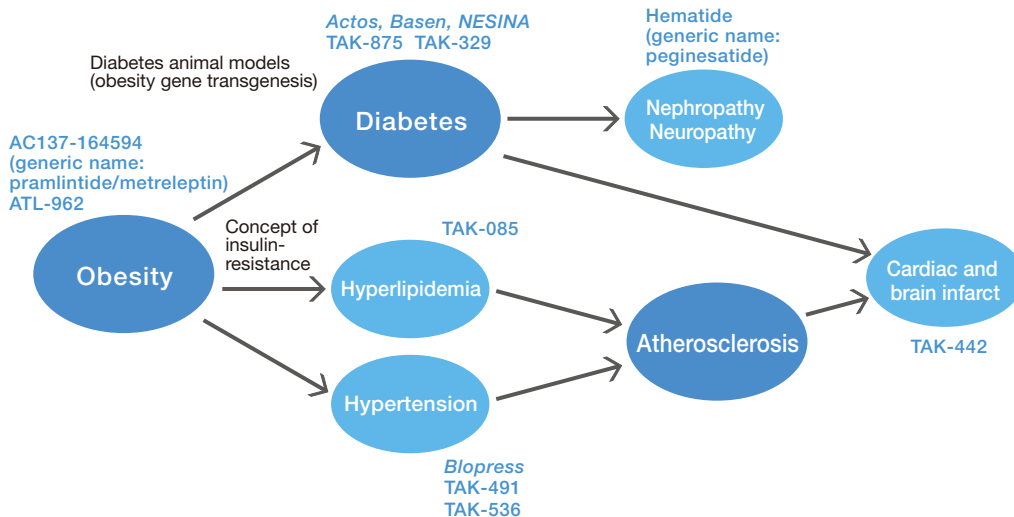 Actos, Basen, NESINA
TAK-875 TAK-329
Hematide
(generic name:
peginesatide)
Diabetes animal models
(obesity gene transgenesis)
Diabetes
Nephropathy
Neuropathy
AC137-164594
(generic name:
pramlintide/metreleptin)
ATL-962
Obesity
Concept of
insulin-
resistance
TAK-085
Hyperlipidemia
Cardiac and
brain infarct
TAK-442
Atherosclerosis
Hypertension
Blopress
TAK-491
TAK-536